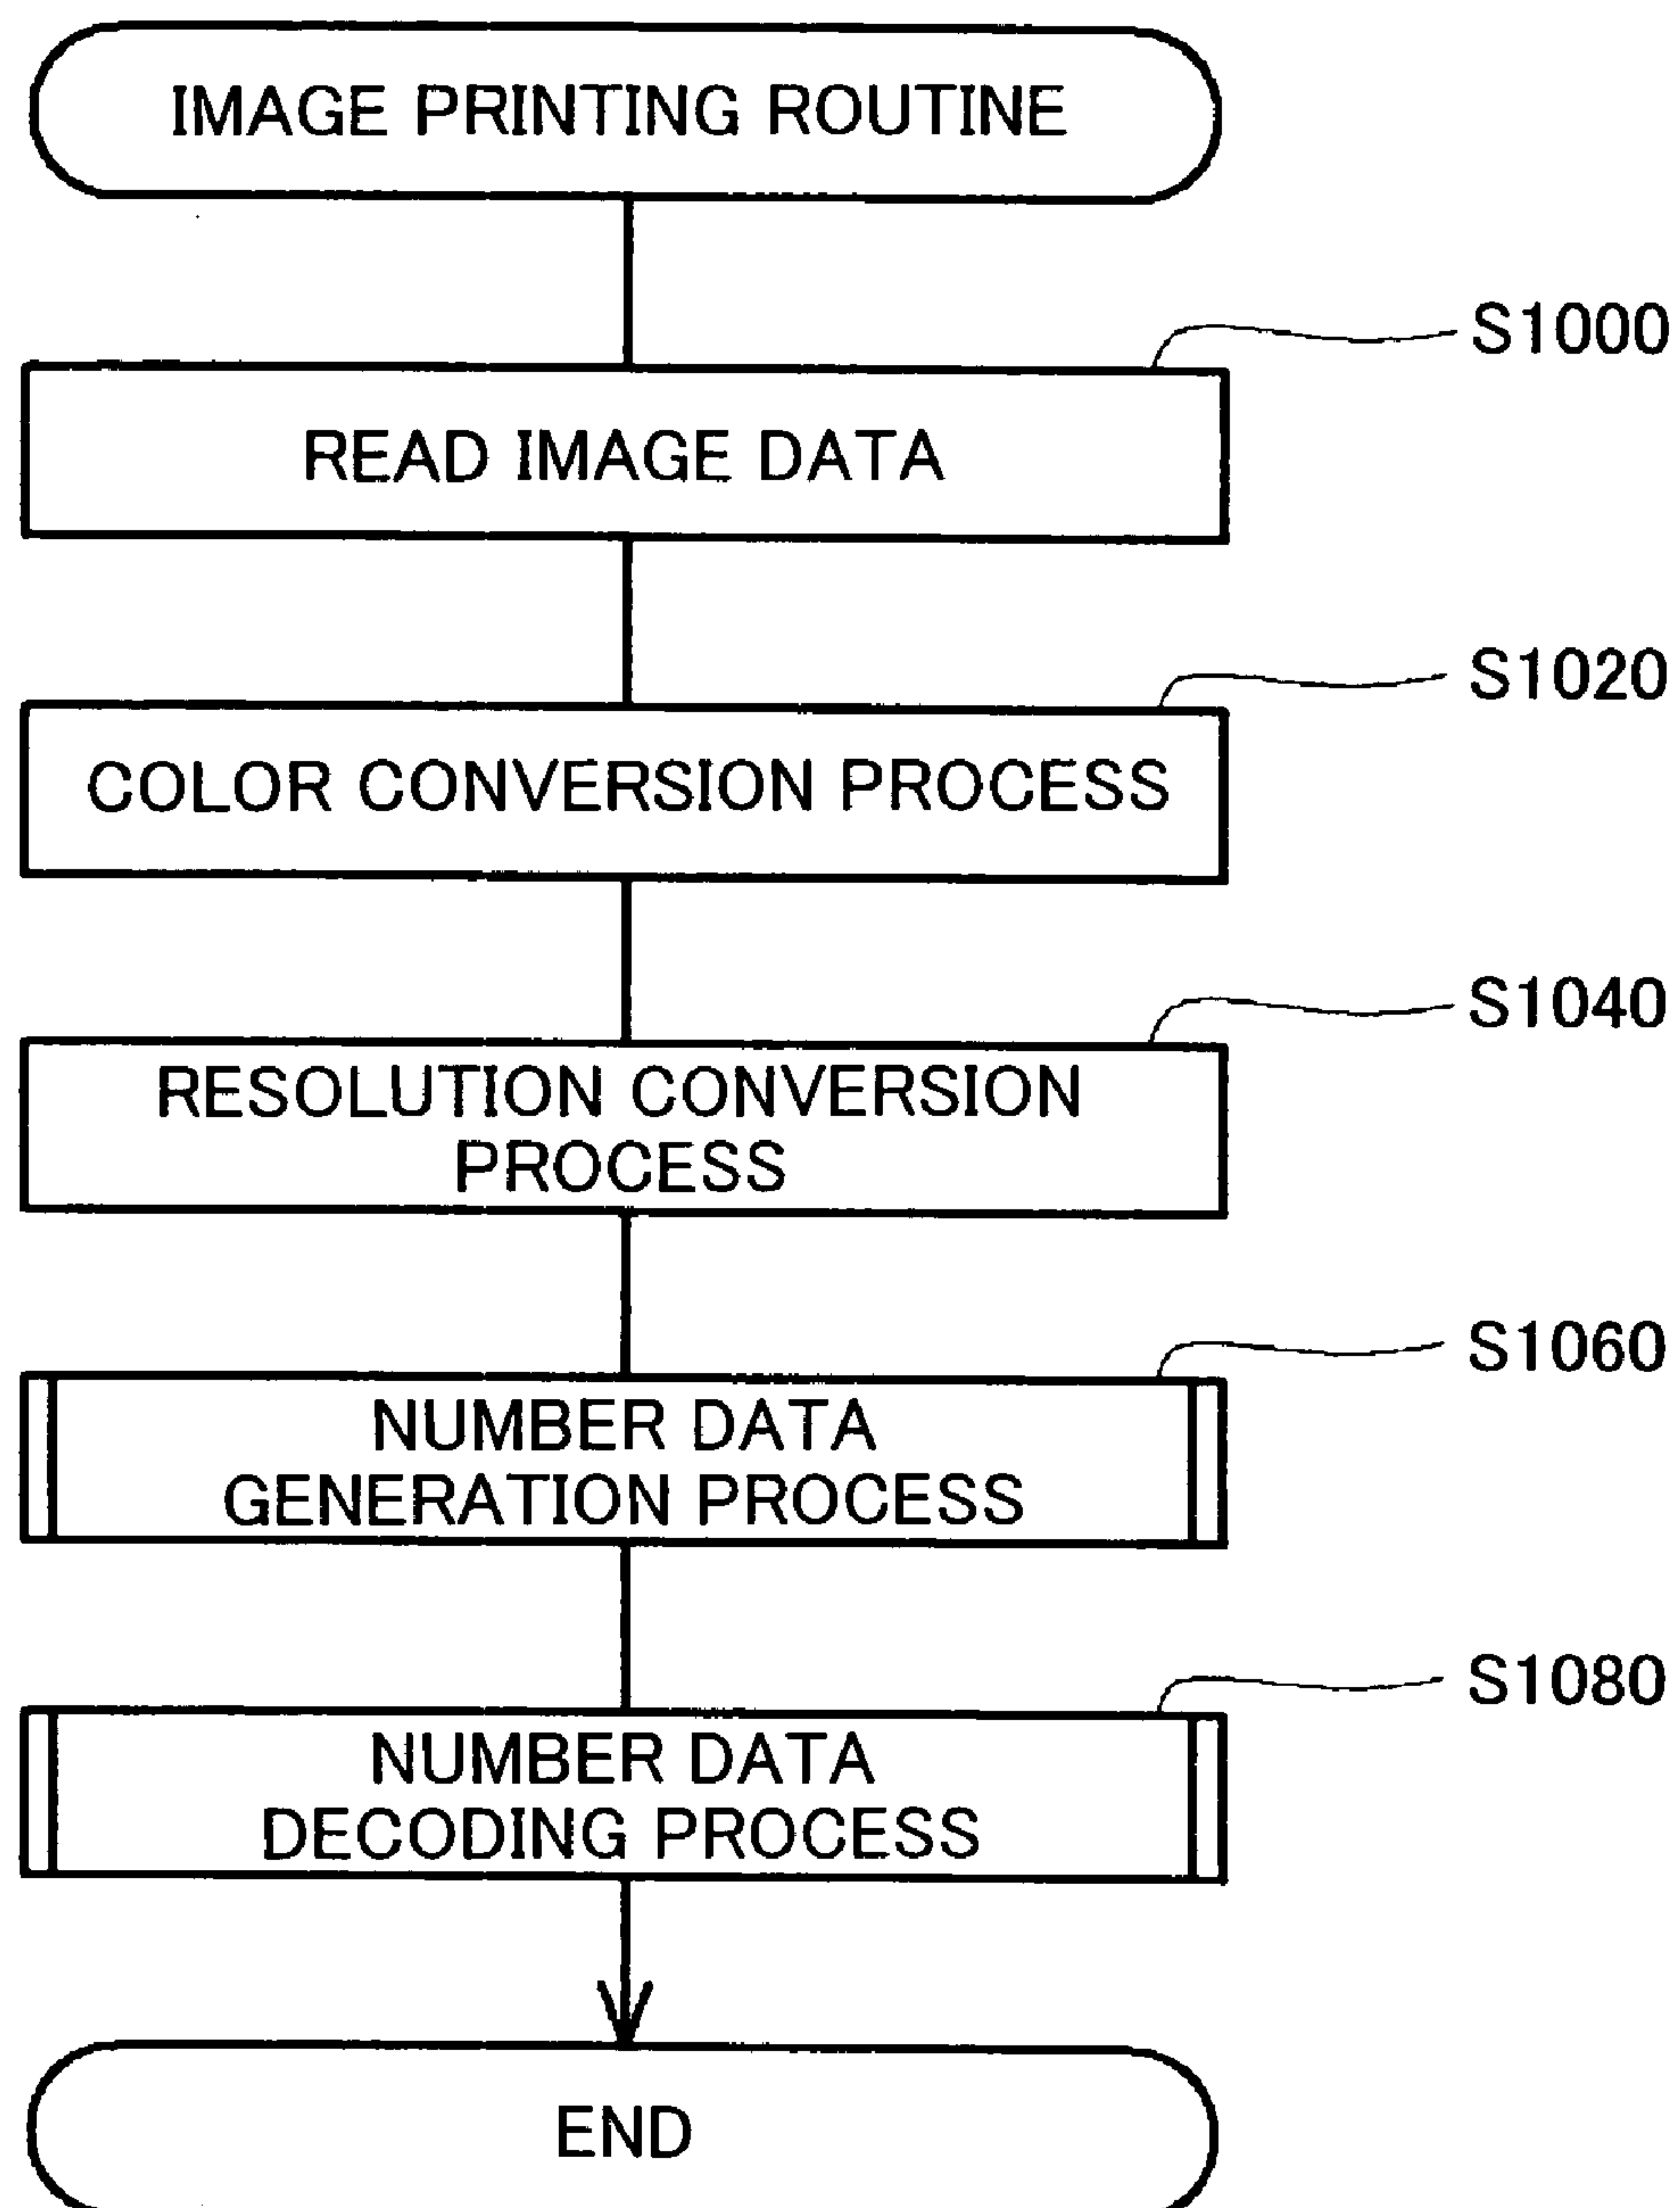 IMAGE PRINTING ROUTINE
S1000
READ IMAGE DATA
S1020
COLOR CONVERSION PROCESS
S1040
RESOLUTION CONVERSION
PROCESS
S1060
NUMBER DATA
GENERATION PROCESS
S1080
NUMBER DATA
DECODING PROCESS
END